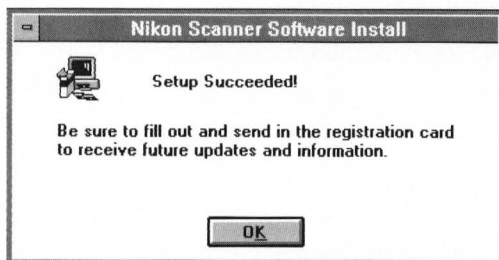 Nikon Scanner Software Install
Setup Succeeded!
Be sure to fill out and send in the registration card
to receive future updates and information.
OK